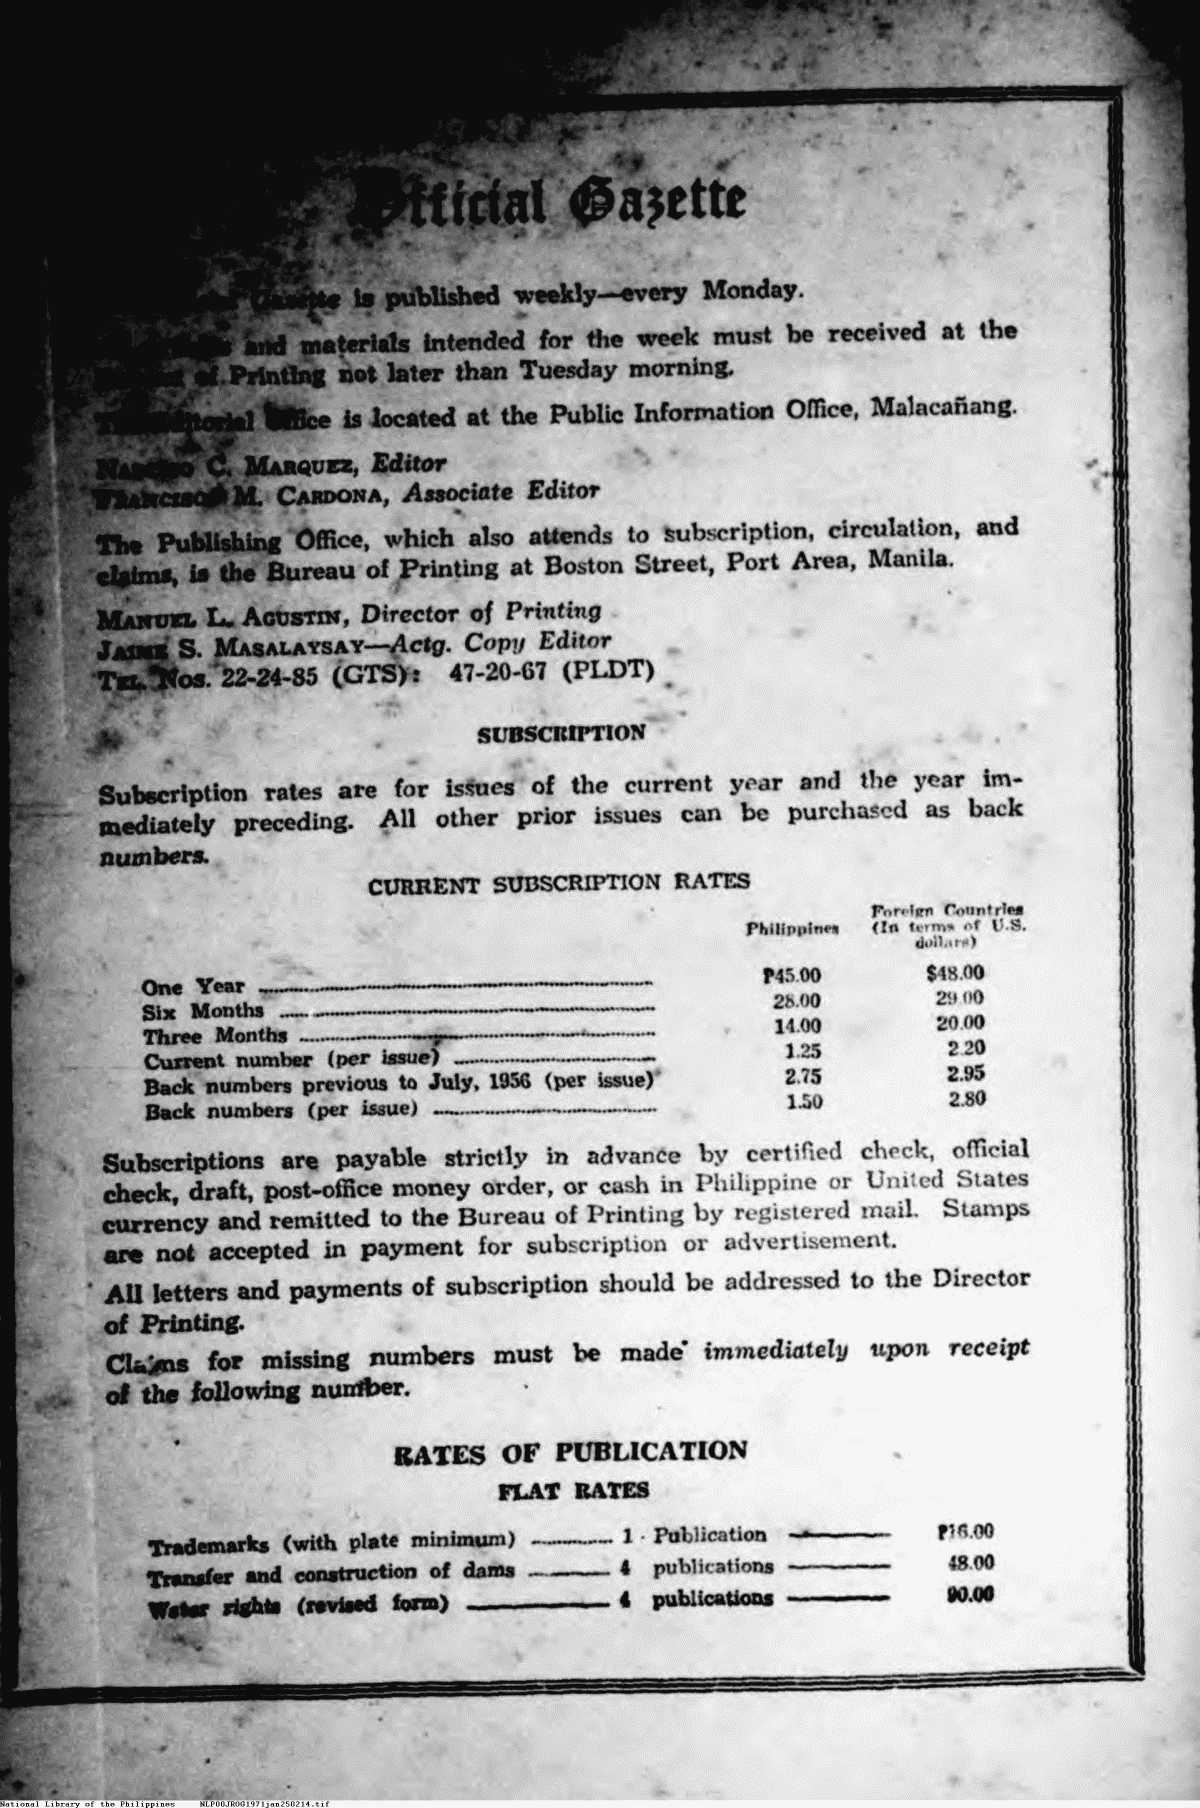 Official Gazette
Gazette is published weekly—every Monday.
and materials intended for the week must be received at the
of Printing not later than Tuesday morning.
The Editorial Office is located at the Public Information Office, Malacañang.
C. MARQUEZ, Editor
FRANCISCO M. CARDONA, Associate Editor
The Publishing Office, which also attends to subscription, circulation, and
claims, is the Bureau of Printing at Boston Street, Port Area, Manila.
MANUEL L. AGUSTIN, Director of Printing
JAIME S. MASALAYSAY—Actg. Copy Editor
TEL. Nos. 22-24-85 (GTS): 47-20-67 (PLDT)
SUBSCRIPTION
Subscription rates are for issues of the current year and the year im-
mediately preceding. All other prior issues can be purchased as back
numbers.
CURRENT SUBSCRIPTION RATES
Philippines Foreign Countries
(In terms of U.S.
dollars)
One Year ₱45.00 $48.00
Six Months 28.00 29.00
Three Months 14.00 20.00
Current number (per issue) 1.25 2.20
Back numbers previous to July, 1956 (per issue) 2.75 2.95
Back numbers (per issue) 1.50 2.80
Subscriptions are payable strictly in advance by certified check, official
check, draft, post-office money order, or cash in Philippine or United States
currency and remitted to the Bureau of Printing by registered mail. Stamps
are not accepted in payment for subscription or advertisement.
All letters and payments of subscription should be addressed to the Director
of Printing.
Claims for missing numbers must be made immediately upon receipt
of the following number.
RATES OF PUBLICATION
FLAT RATES
Trademarks (with plate minimum) 1 Publication ₱16.00
Transfer and construction of dams 4 publications 48.00
Water rights (revised form) 4 publications 90.00
National Library of the Philippines NLPOOJROG1971jan250214.tif